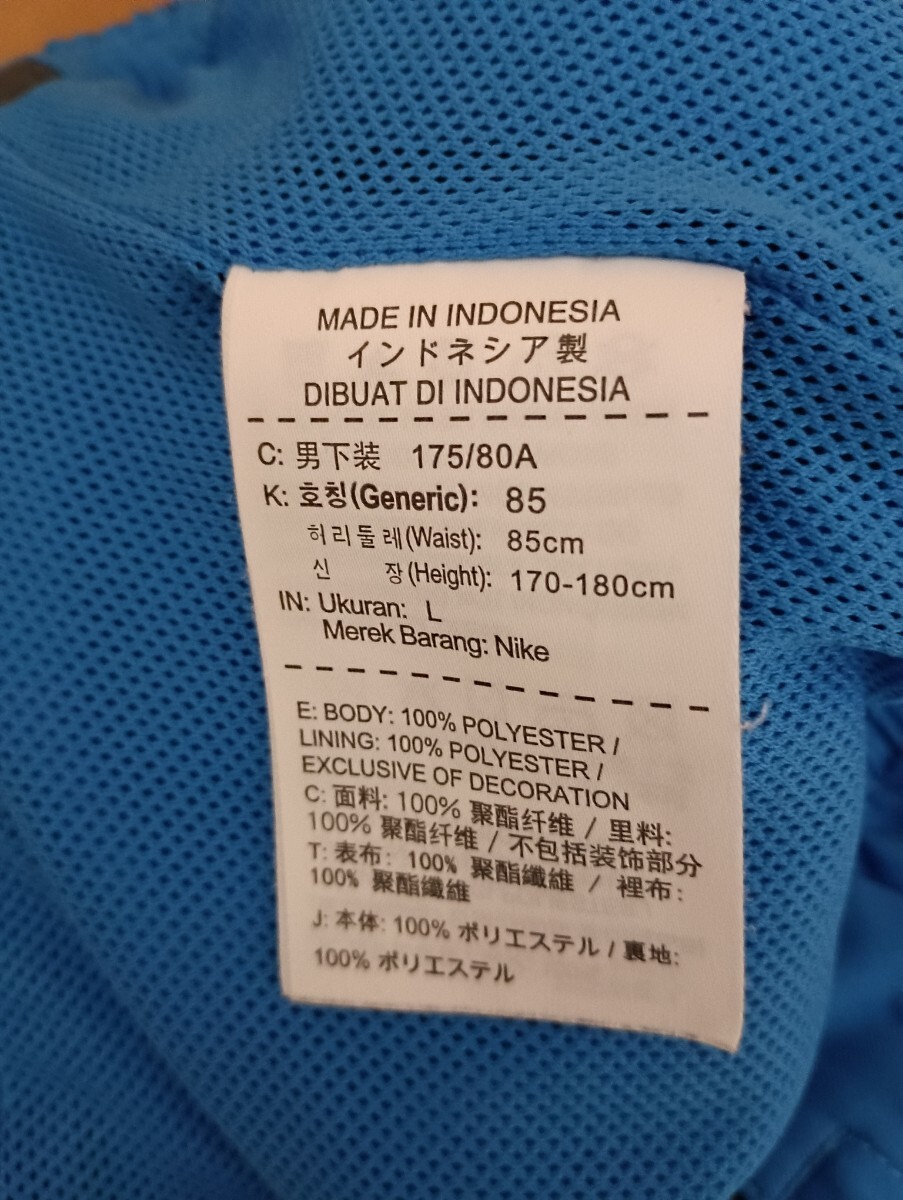 MADE IN INDONESIA
インドネシア製
DIBUAT DI INDONESIA
C: 男下装 175/80A
K: 호칭(Generic): 85
허리둘레(Waist): 85cm
신 장(Height): 170-180cm
IN: Ukuran: L
Merek Barang: Nike
E: BODY: 100% POLYESTER /
LINING: 100% POLYESTER /
EXCLUSIVE OF DECORATION
C: 面料: 100% 聚酯纤维 / 里料:
100% 聚酯纤维 / 不包括装饰部分
T: 表布: 100% 聚酯纖維 / 裡布:
100% 聚酯纖維
J: 本体: 100% ポリエステル / 裏地:
100% ポリエステル